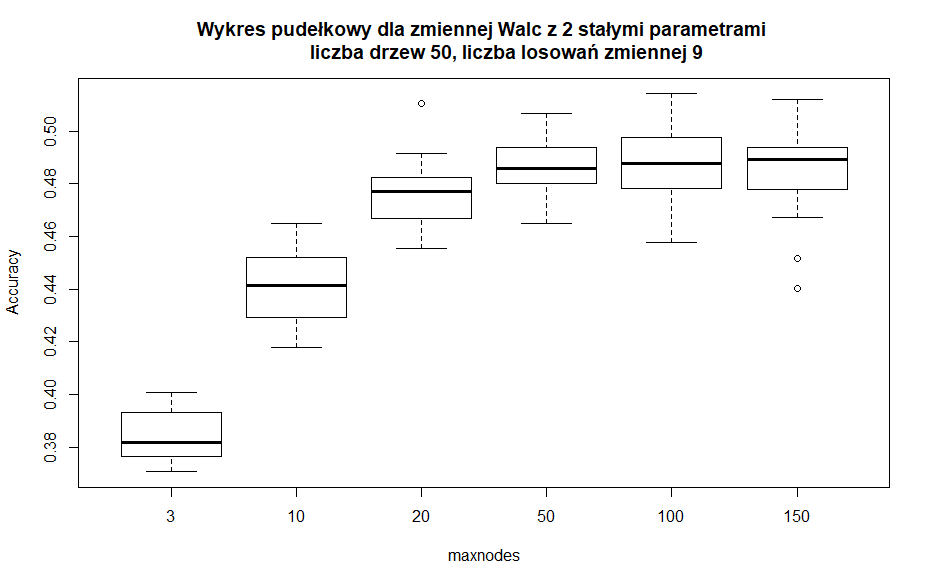 Wykres pudełkowy dla zmiennej Walc z 2 stałymi parametrami
liczba drzew 50, liczba losowań zmiennej 9
0.50
0.48
0.46
0.44
0.42
0.40
0.38
Accuracy
3 10 20 50 100 150
maxnodes